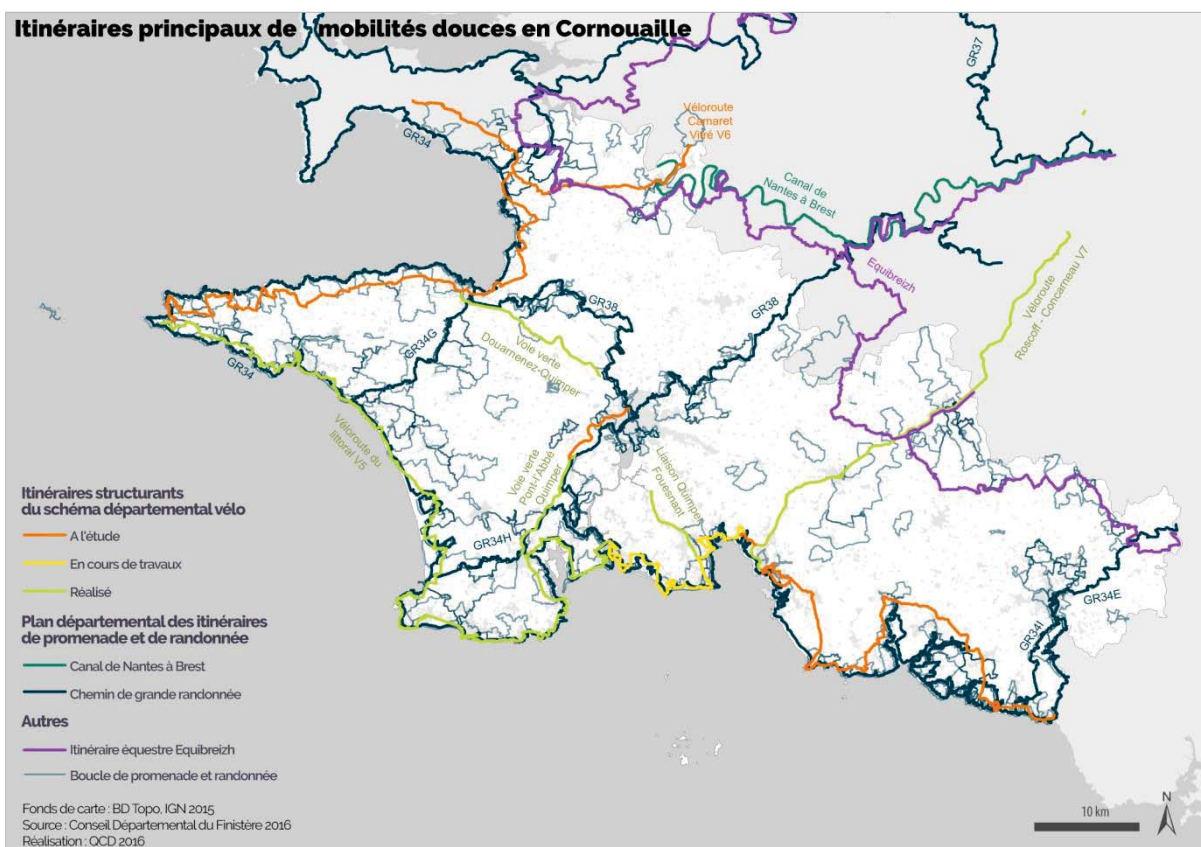 Itinéraires principaux de mobilités douces en Cornouaille
GR37
Véloroute
Camaret
Vitré V6
GR34
Canal de
Nantes à Brest
Equibreizh
GR38
GR38
Véloroute
Roscoff - Concarneau V7
GR34G
Voie verte
Douarnenez-Quimper
GR34
Véloroute du
littoral V5
Voie verte
Pont-l'Abbé
Quimper
Liaison Quimper
Fouesnant
GR34H
GR34E
GR34I
Itinéraires structurants
du schéma départemental vélo
A l'étude
En cours de travaux
Réalisé
Plan départemental des itinéraires
de promenade et de randonnée
Canal de Nantes à Brest
Chemin de grande randonnée
Autres
Itinéraire équestre Equibreizh
Boucle de promenade et randonnée
Fonds de carte : BD Topo, IGN 2015
Source : Conseil Départemental du Finistère 2016
Réalisation : QCD 2016
10 km
N